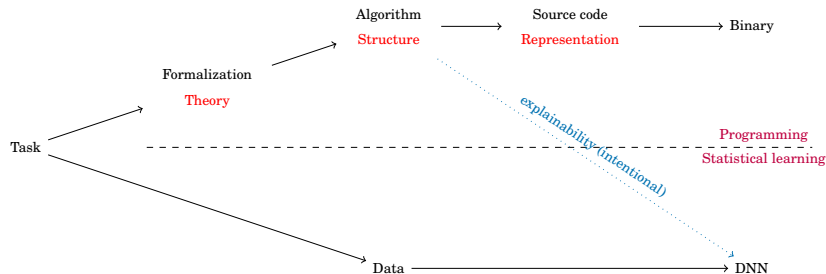 Algorithm
Structure
Source code
Representation
Binary
Formalization
Theory
explainability (intentional)
Programming
Task
Statistical learning
Data
DNN